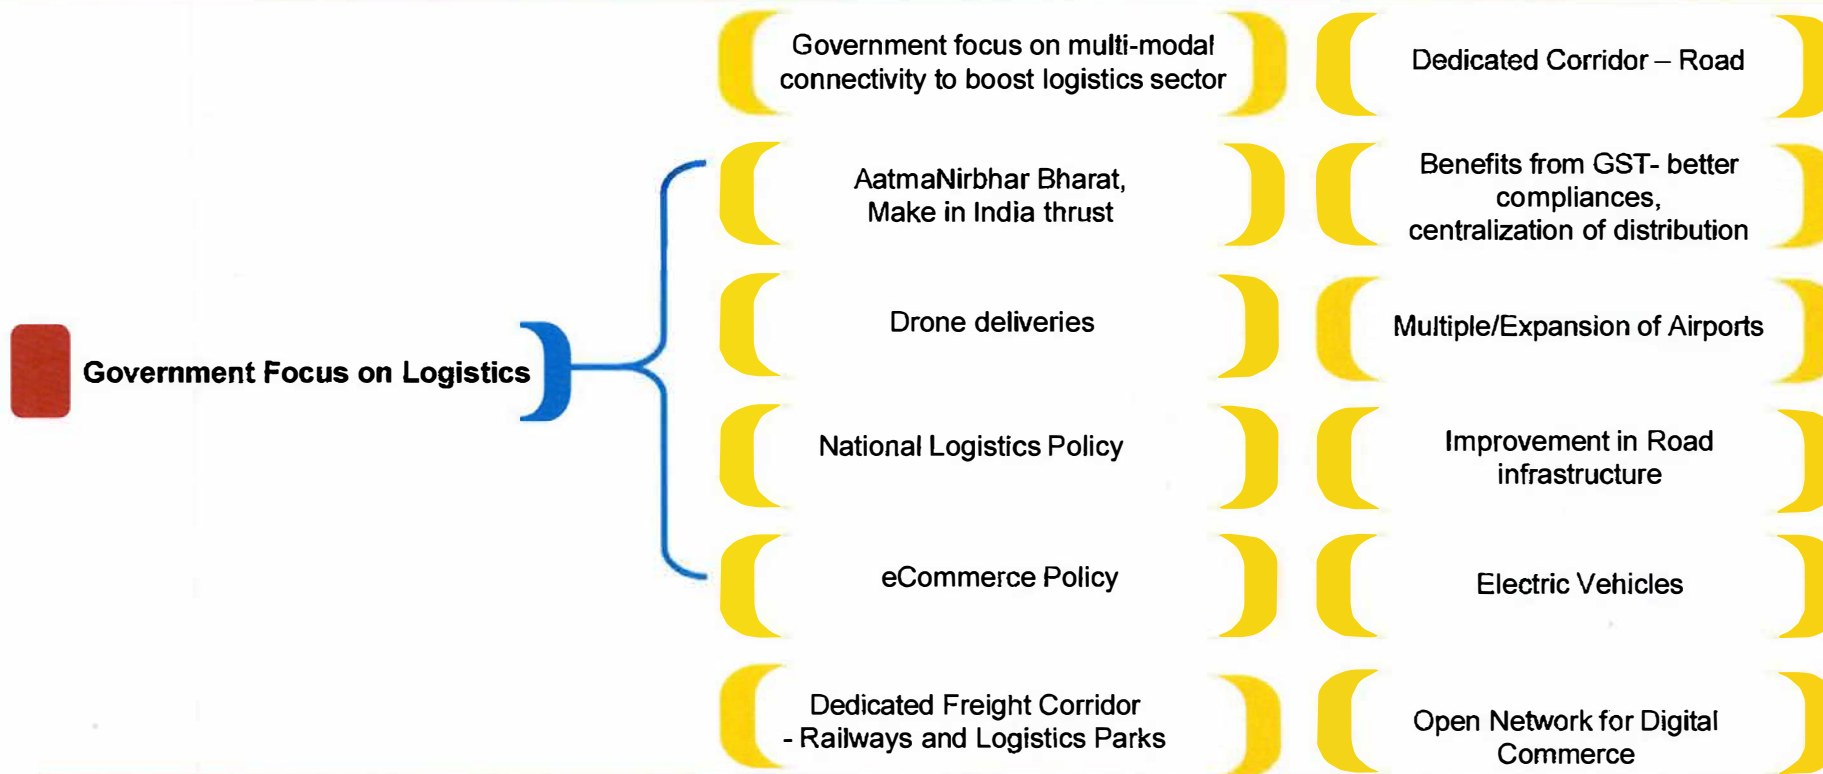 Government Focus on Logistics
Government focus on multi-modal
connectivity to boost logistics sector
AatmaNirbhar Bharat,
Make in India thrust
Drone deliveries
National Logistics Policy
eCommerce Policy
Dedicated Freight Corridor
- Railways and Logistics Parks
Dedicated Corridor – Road
Benefits from GST- better
compliances,
centralization of distribution
Multiple/Expansion of Airports
Improvement in Road
infrastructure
Electric Vehicles
Open Network for Digital
Commerce